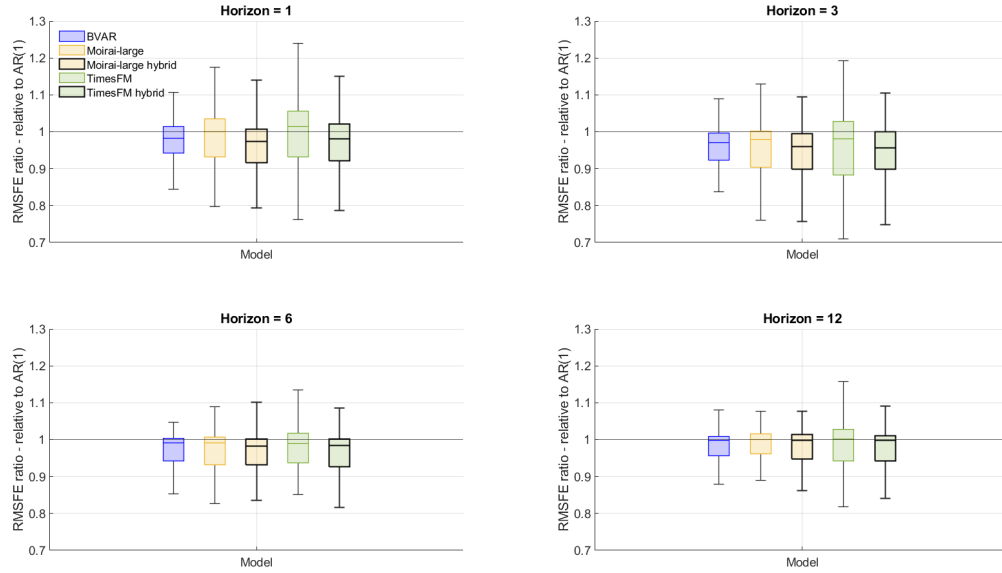 Horizon = 1
RMSFE ratio - relative to AR(1)
1.3
1.2
1.1
1
0.9
0.8
0.7
BVAR
Moirai-large
Moirai-large hybrid
TimesFM
TimesFM hybrid
Model
Horizon = 3
RMSFE ratio - relative to AR(1)
1.3
1.2
1.1
1
0.9
0.8
0.7
Model
Horizon = 6
RMSFE ratio - relative to AR(1)
1.3
1.2
1.1
1
0.9
0.8
0.7
Model
Horizon = 12
RMSFE ratio - relative to AR(1)
1.3
1.2
1.1
1
0.9
0.8
0.7
Model